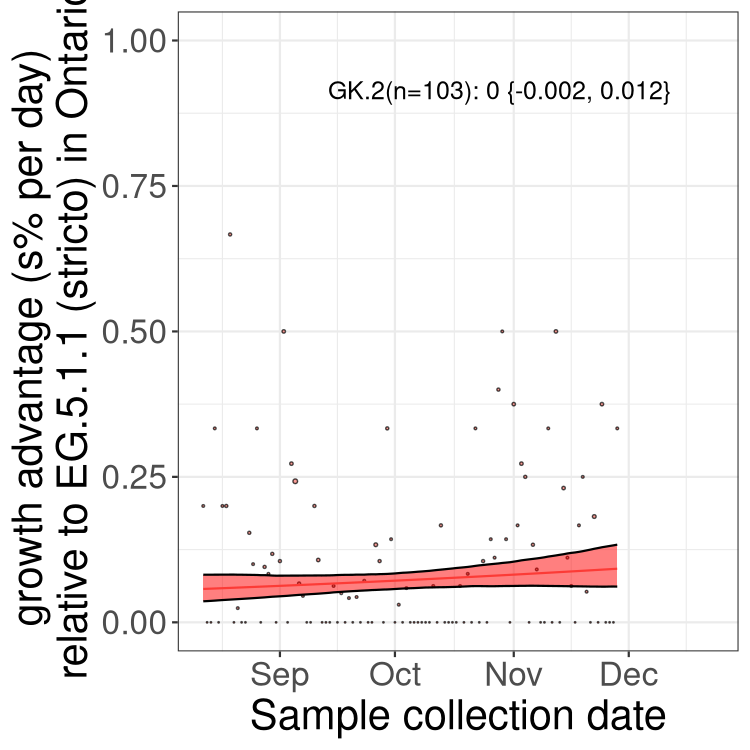 growth advantage (s% per day)
relative to EG.5.1.1 (stricto) in Ontario
1.00
GK.2(n=103): 0 {-0.002, 0.012}
0.75
0.50
0.25
0.00
Sep Oct Nov Dec
Sample collection date